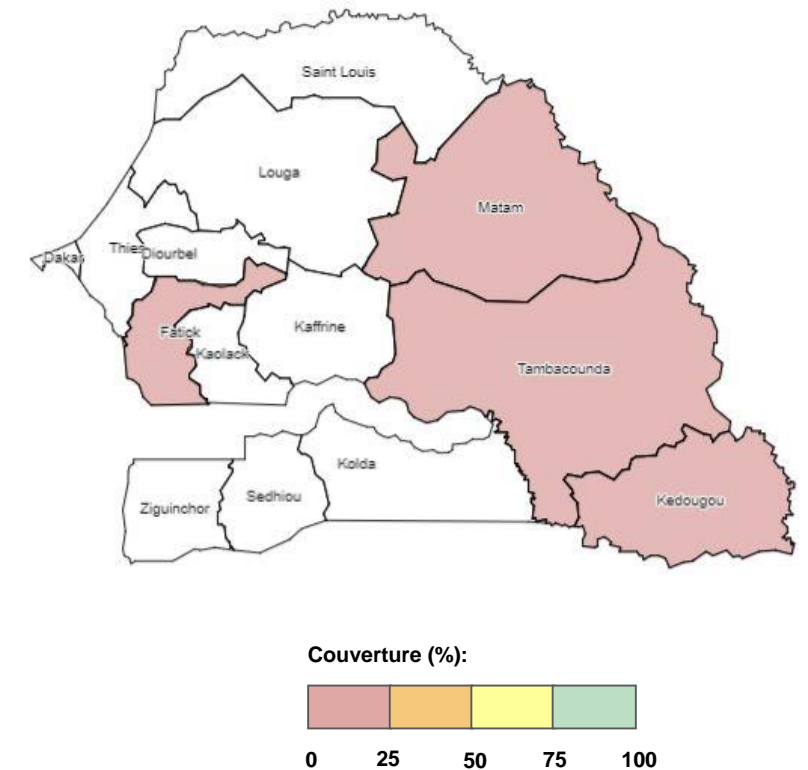 Saint Louis
Louga
Matam
Thies
Diourbel
Dakar
Fatick
Kaffrine
Kaolack
Tambacounda
Kolda
Sedhiou
Ziguinchor
Kedougou
Couverture (%):
0 25 50 75 100